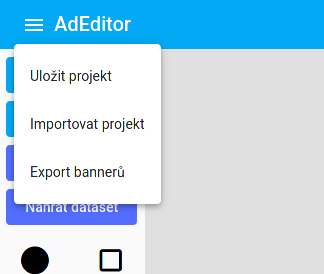 AdEditor
Uložit projekt
Importovat projekt
Export bannerů
Nahrát dataset